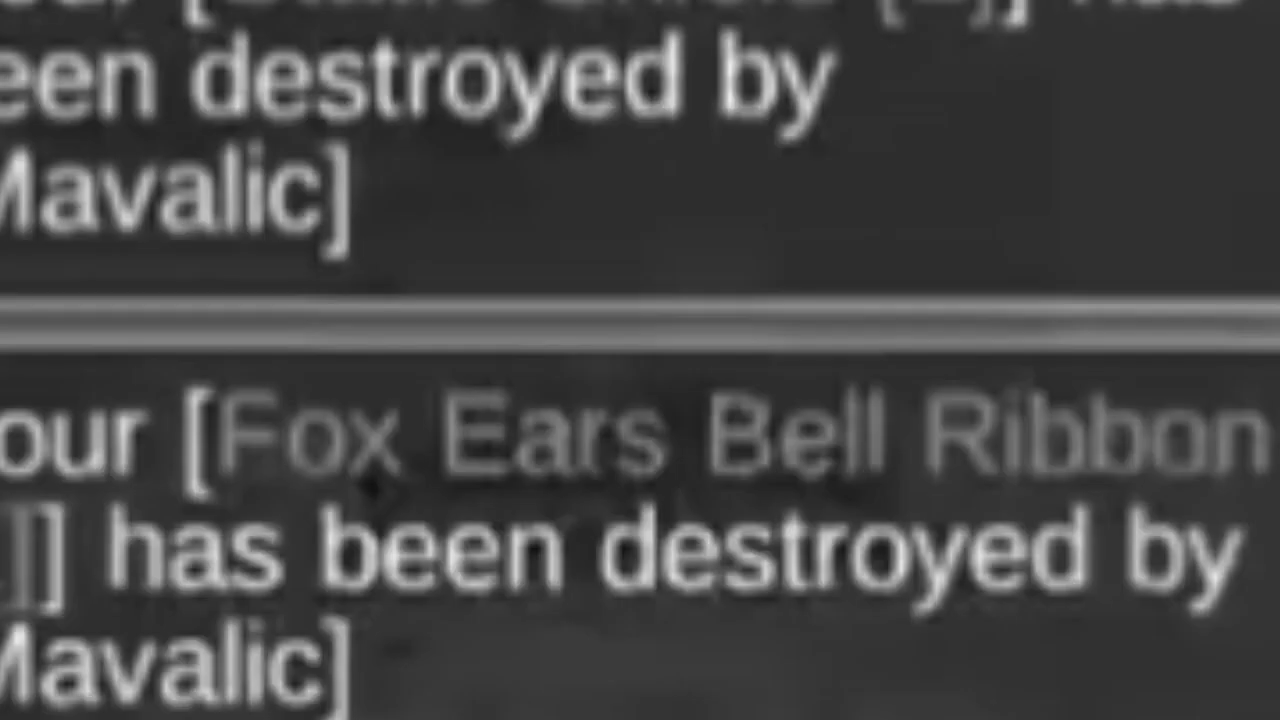 een destroyed by
Mavalic]
our [Fox Ears Bell Ribbon
]] has been destroyed by
Mavalic]